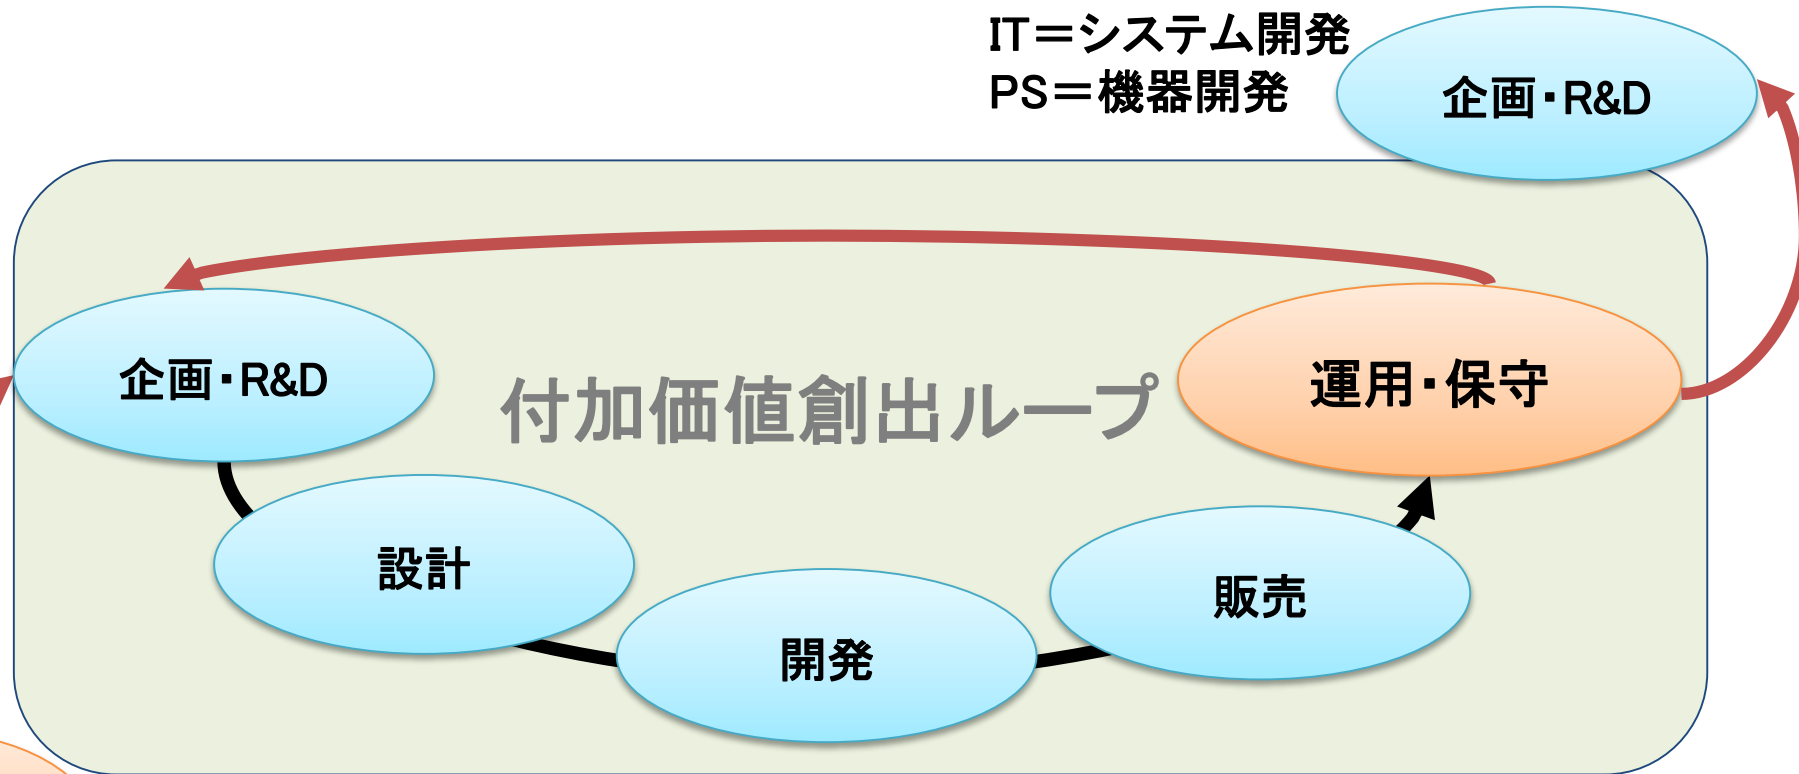 IT＝システム開発
PS＝機器開発
企画・R&D
企画・R&D
付加価値創出ループ
運用・保守
設計
開発
販売